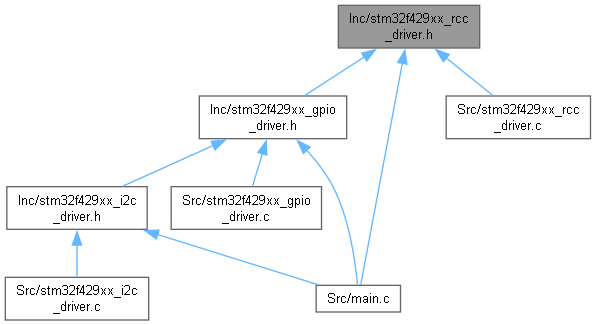 Inc/stm32f429xx_rcc
_driver.h
Inc/stm32f429xx_gpio
_driver.h
Src/stm32f429xx_rcc
_driver.c
Inc/stm32f429xx_i2c
_driver.h
Src/stm32f429xx_gpio
_driver.c
Src/stm32f429xx_i2c
_driver.c
Src/main.c